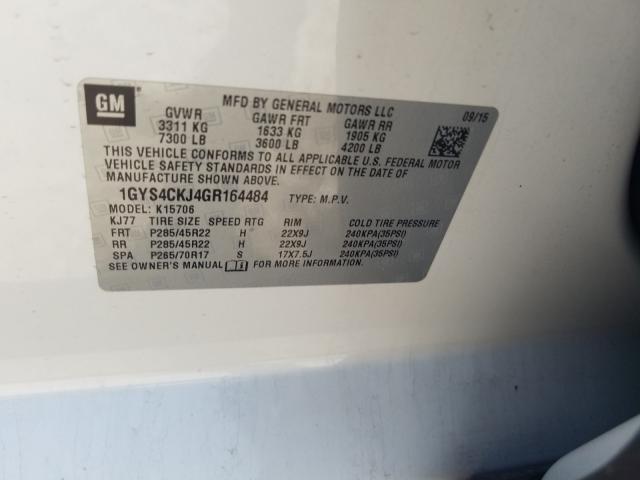 GM
MFD BY GENERAL MOTORS LLC
09/15
GVWR GAWR FRT GAWR RR
3311 KG 1633 KG 1905 KG
7300 LB 3600 LB 4200 LB
THIS VEHICLE CONFORMS TO ALL APPLICABLE U.S. FEDERAL MOTOR
VEHICLE SAFETY STANDARDS IN EFFECT ON THE DATE OF
MANUFACTURE SHOWN ABOVE.
1GYS4CKJ4GR164484 TYPE: M.P.V.
MODEL: K15706
KJ77 TIRE SIZE SPEED RTG RIM COLD TIRE PRESSURE
FRT P285/45R22 H 22X9J 240KPA(35PSI)
RR P285/45R22 H 22X9J 240KPA(35PSI)
SPA P265/70R17 S 17X7.5J 240KPA(35PSI)
SEE OWNER'S MANUAL FOR MORE INFORMATION.